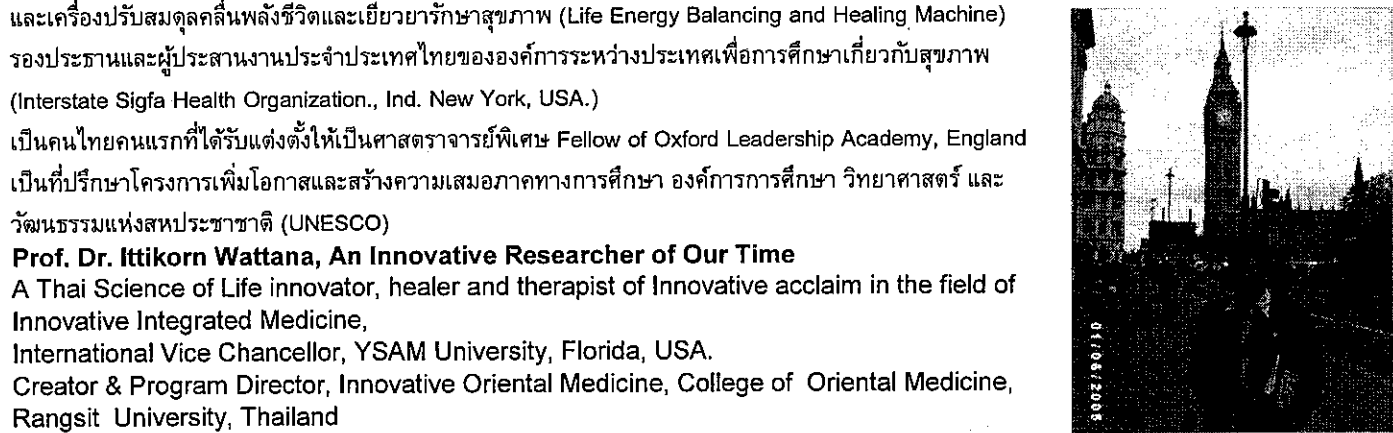 และเครื่องปรับสมดุลคลื่นพลังชีวิตและเยียวยารักษาสุขภาพ (Life Energy Balancing and Healing Machine)
รองประธานและผู้ประสานงานประจำประเทศไทยขององค์การระหว่างประเทศเพื่อการศึกษาเกี่ยวกับสุขภาพ
(Interstate Sigfa Health Organization., Ind. New York, USA.)
เป็นคนไทยคนแรกที่ได้รับแต่งตั้งให้เป็นศาสตราจารย์พิเศษ Fellow of Oxford Leadership Academy, England
เป็นที่ปรึกษาโครงการเพิ่มโอกาสและสร้างความเสมอภาคทางการศึกษา องค์การการศึกษา วิทยาศาสตร์ และ
วัฒนธรรมแห่งสหประชาชาติ (UNESCO)
Prof. Dr. Ittikorn Wattana, An Innovative Researcher of Our Time
A Thai Science of Life innovator, healer and therapist of Innovative acclaim in the field of
Innovative Integrated Medicine,
International Vice Chancellor, YSAM University, Florida, USA.
Creator & Program Director, Innovative Oriental Medicine, College of Oriental Medicine,
Rangsit University, Thailand
01/06/2005